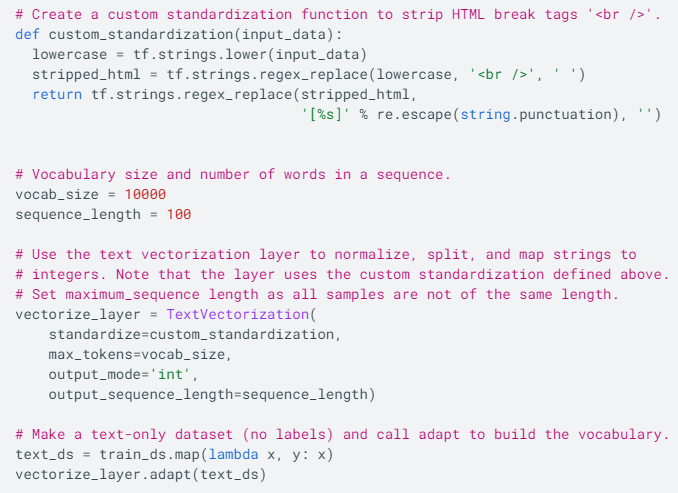 # Create a custom standardization function to strip HTML break tags '<br />'.
def custom_standardization(input_data):
  lowercase = tf.strings.lower(input_data)
  stripped_html = tf.strings.regex_replace(lowercase, '<br />', ' ')
  return tf.strings.regex_replace(stripped_html,
                                  '[%s]' % re.escape(string.punctuation), '')
# Vocabulary size and number of words in a sequence.
vocab_size = 10000
sequence_length = 100
# Use the text vectorization layer to normalize, split, and map strings to
# integers. Note that the layer uses the custom standardization defined above.
# Set maximum_sequence length as all samples are not of the same length.
vectorize_layer = TextVectorization(
    standardize=custom_standardization,
    max_tokens=vocab_size,
    output_mode='int',
    output_sequence_length=sequence_length)
# Make a text-only dataset (no labels) and call adapt to build the vocabulary.
text_ds = train_ds.map(lambda x, y: x)
vectorize_layer.adapt(text_ds)